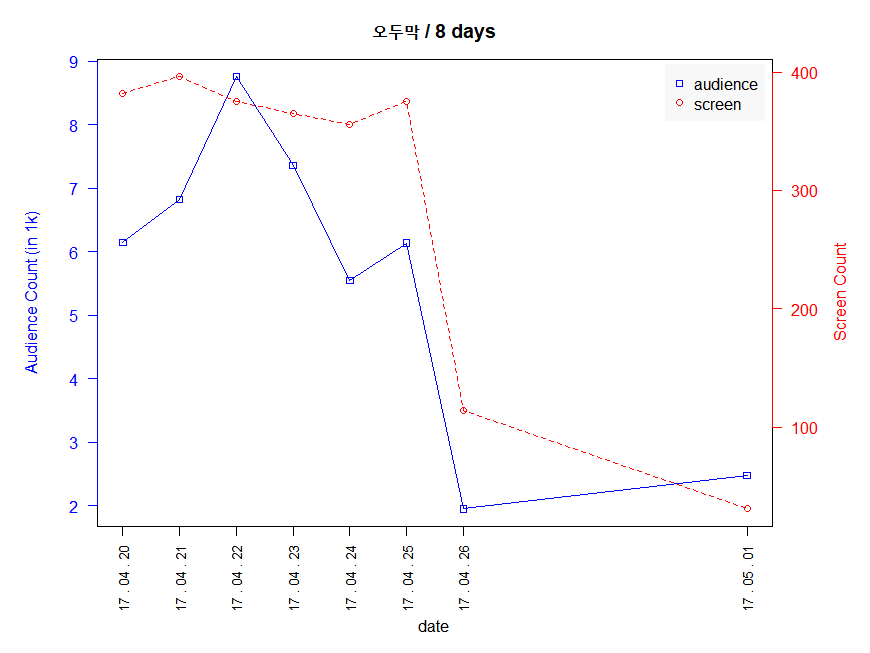 오두막 / 8 days
audience
screen
Audience Count (in 1k)
9
8
7
6
5
4
3
2
Screen Count
400
300
200
100
17 . 04 . 20
17 . 04 . 21
17 . 04 . 22
17 . 04 . 23
17 . 04 . 24
17 . 04 . 25
17 . 04 . 26
17 . 05 . 01
date